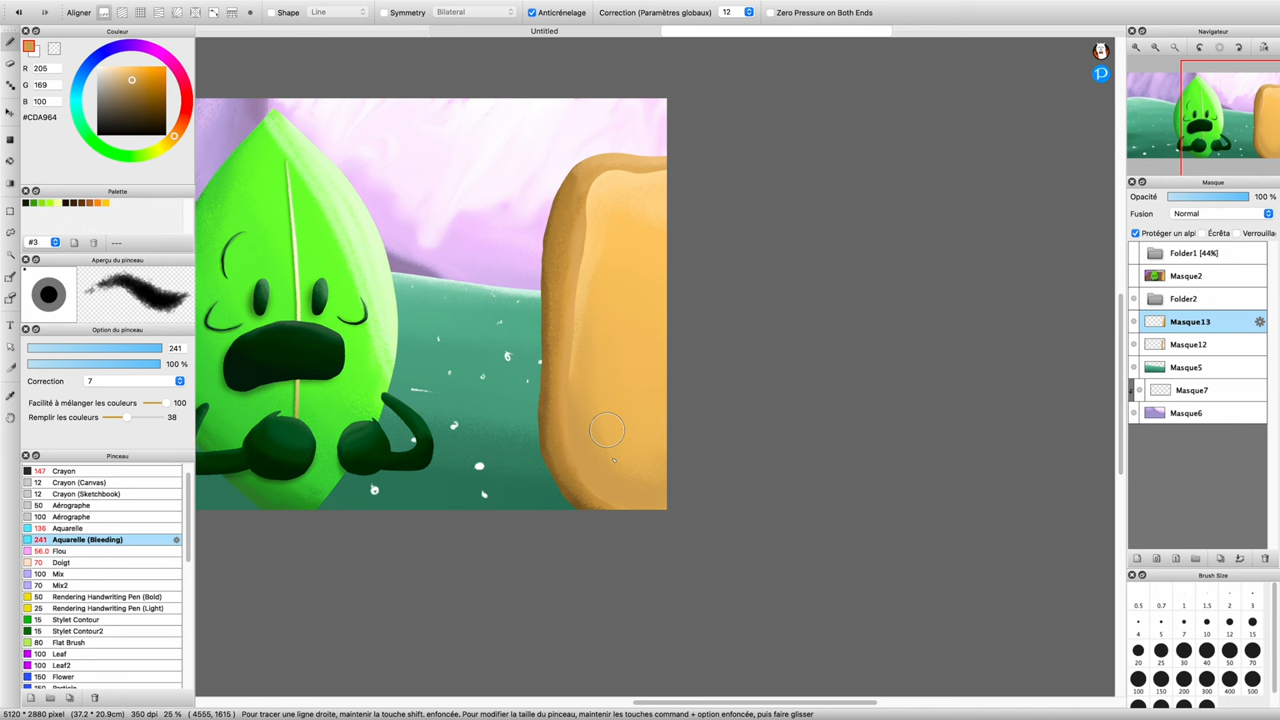 Aligner
Shape
Line
Symmetry
Bilateral
Anticrénelage
Correction (Paramètres globaux)
12
Zero Pressure on Both Ends
Untitled
Couleur
R 205
G 169
B 100
#CDA964
Palette
#3
---
Aperçu du pinceau
Option du pinceau
241
100 %
Correction
7
Facilité à mélanger les couleurs
100
Remplir les couleurs
38
Pinceau
147 Crayon
12 Crayon (Canvas)
12 Crayon (Sketchbook)
50 Aérographe
100 Aérographe
136 Aquarelle
241 Aquarelle (Bleeding)
56.0 Flou
70 Doigt
100 Mix
70 Mix2
50 Rendering Handwriting Pen (Bold)
25 Rendering Handwriting Pen (Light)
15 Stylet Contour
15 Stylet Contour2
80 Flat Brush
100 Leaf
100 Leaf2
150 Flower
150 Particle
Navigateur
Masque
Opacité
100 %
Fusion
Normal
Protéger un alp
Écrêta
Verrouilla
Folder1 [44%]
Masque2
Folder2
Masque13
Masque12
Masque5
Masque7
Masque6
Brush Size
0.5 0.7 1 1.5 2 3
4 5 7 10 12 15
20 25 30 40 50 70
100 150 200 300 400 500
5120 * 2880 pixel (37.2 * 20.9cm) 350 dpi 25 % ( 4555, 1615 ) Pour tracer une ligne droite, maintenir la touche shift. enfoncée. Pour modifier la taille du pinceau, maintenir les touches command + option enfoncée, puis faire glisser